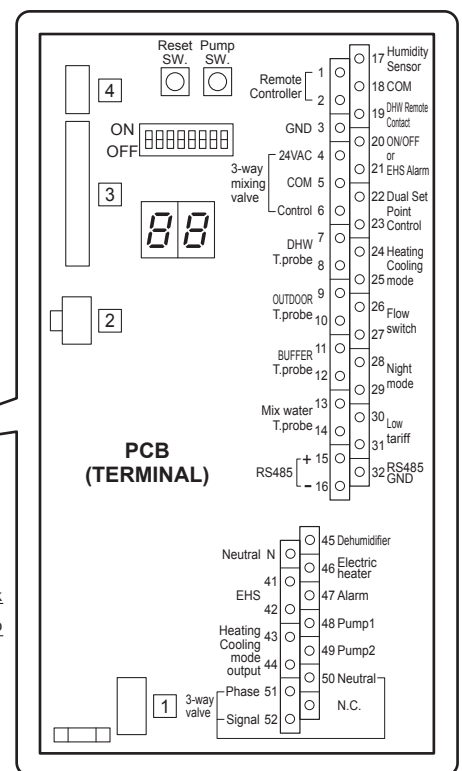 Reset Pump
SW. SW.
4
ON
OFF
3
88
2
Remote
Controller
1
2
GND 3
3-way
mixing
valve
24VAC 4
COM 5
Control 6
DHW
T.probe
7
8
OUTDOOR
T.probe
9
10
BUFFER
T.probe
11
12
Mix water
T.probe
13
14
RS485
+ 15
- 16
17 Humidity
Sensor
18 COM
19 DHW Remote
Contact
20 ON/OFF
or
21 EHS Alarm
22 Dual Set
Point
23 Control
24 Heating
Cooling
25 mode
26 Flow
switch
27
28 Night
mode
29
30 Low
tariff
31
32 RS485
GND
PCB
(TERMINAL)
Neutral N
EHS
41
42
Heating
Cooling
mode
output
43
44
3-way
valve
Phase 51
Signal 52
45 Dehumidifier
46 Electric
heater
47 Alarm
48 Pump1
49 Pump2
50 Neutral
N.C.
1